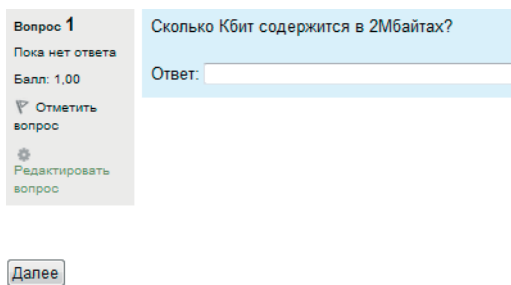 Вопрос 1
Пока нет ответа
Балл: 1,00
Отметить
вопрос
Редактировать
вопрос
Сколько Кбит содержится в 2Мбайтах?
Ответ:
Далее